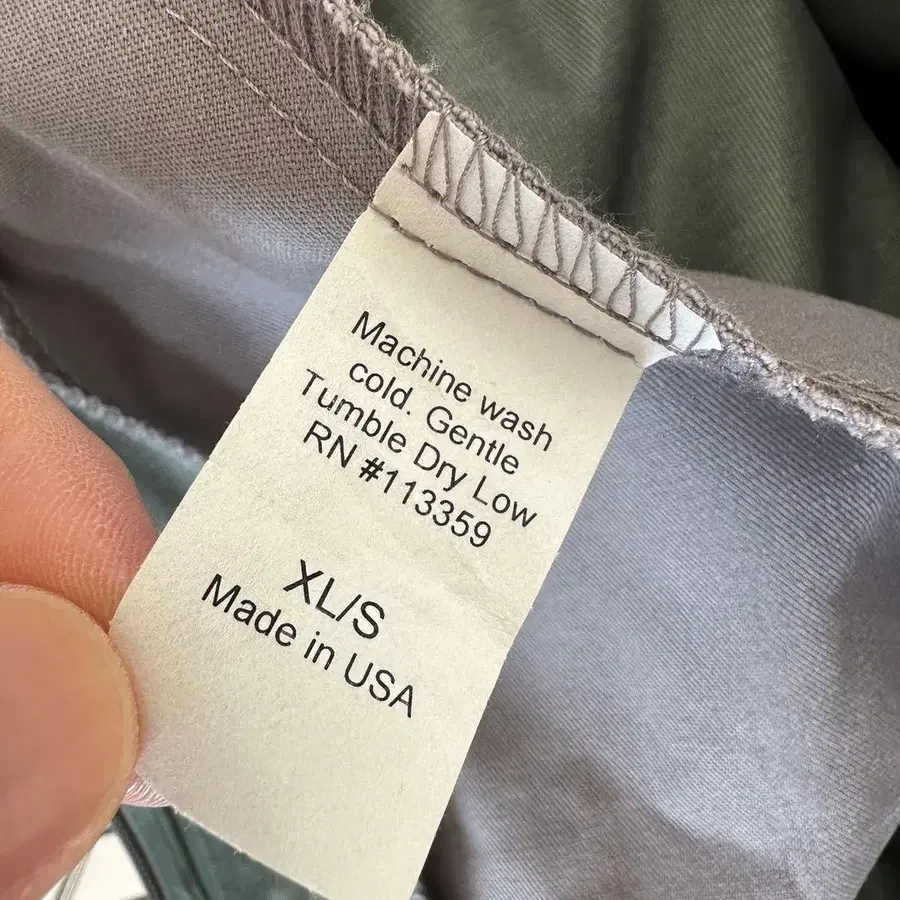 Machine wash
cold. Gentle
Tumble Dry Low
RN #113359
XL/S
Made in USA